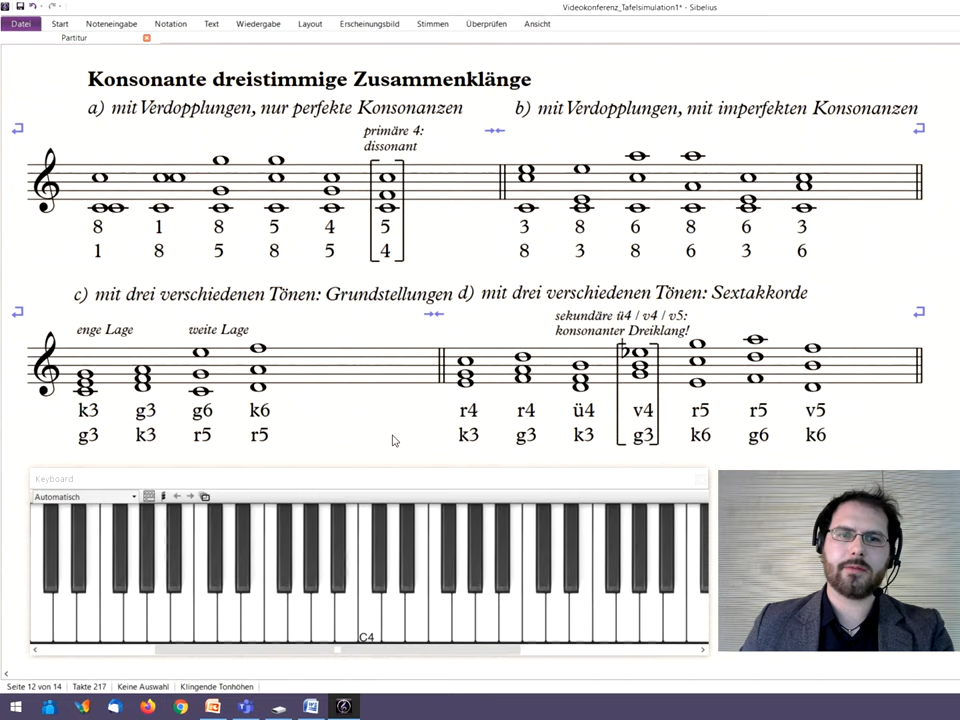 Videokonferenz_Tafelsimulation1* - Sibelius
Datei Start Noteneingabe Notation Text Wiedergabe Layout Erscheinungsbild Stimmen Überprüfen Ansicht
Partitur
Konsonante dreistimmige Zusammenklänge
a) mit Verdopplungen, nur perfekte Konsonanzen
b) mit Verdopplungen, mit imperfekten Konsonanzen
primäre 4:
dissonant
8 1 8 5 4 5 3 8 6 8 6 3
1 8 5 8 5 4 8 3 8 6 3 6
c) mit drei verschiedenen Tönen: Grundstellungen
d) mit drei verschiedenen Tönen: Sextakkorde
enge Lage weite Lage
sekundäre ü4 / v4 / v5:
konsonanter Dreiklang!
k3 g3 g6 k6 r4 r4 ü4 v4 r5 r5 v5
g3 k3 r5 r5 k3 g3 k3 g3 k6 g6 k6
Keyboard
Automatisch
C4
Seite 12 von 14 Takte 217 Keine Auswahl Klingende Tonhöhen